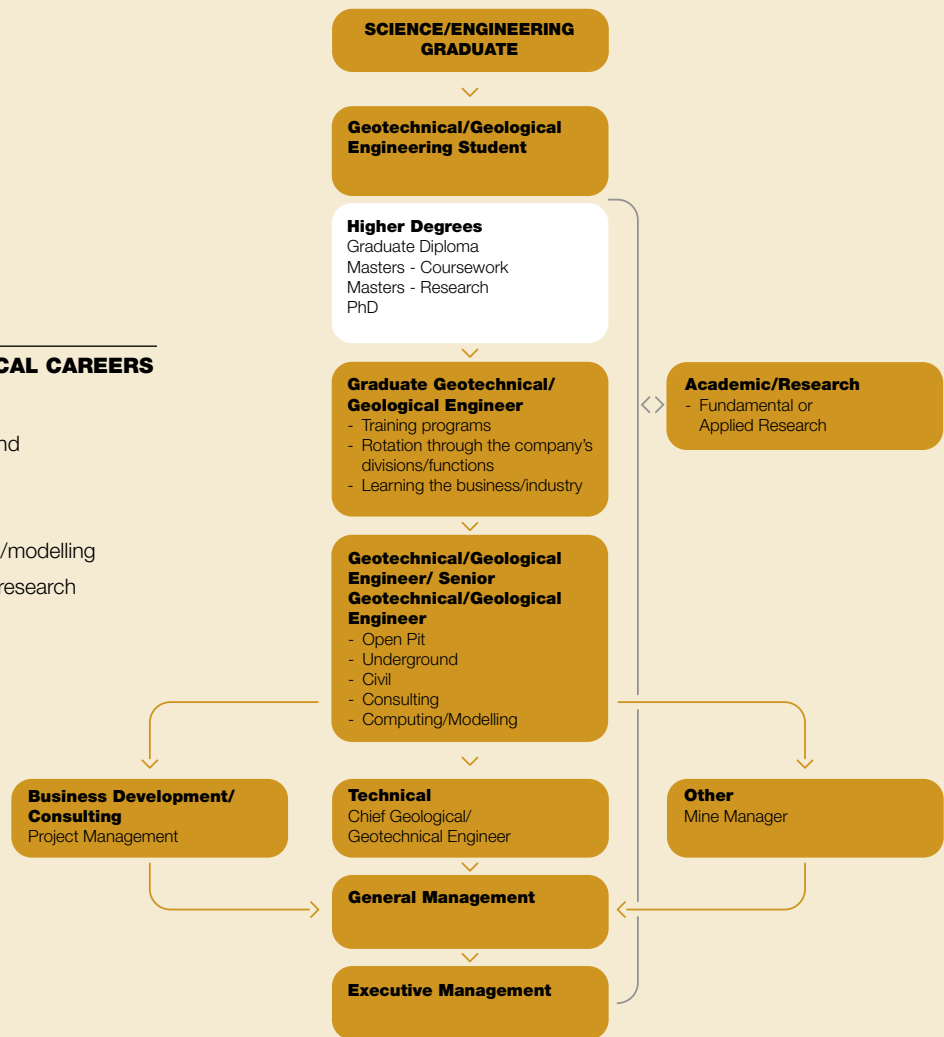 SCIENCE/ENGINEERING
GRADUATE
Geotechnical/Geological
Engineering Student
Higher Degrees
Graduate Diploma
Masters - Coursework
Masters - Research
PhD
CAREERS
Graduate Geotechnical/
Geological Engineer
- Training programs
- Rotation through the company's
divisions/functions
- Learning the business/industry
Academic/Research
- Fundamental or
Applied Research
/modelling
research
Geotechnical/Geological
Engineer/ Senior
Geotechnical/Geological
Engineer
- Open Pit
- Underground
- Civil
- Consulting
- Computing/Modelling
Business Development/
Consulting
Project Management
Technical
Chief Geological/
Geotechnical Engineer
Other
Mine Manager
General Management
Executive Management